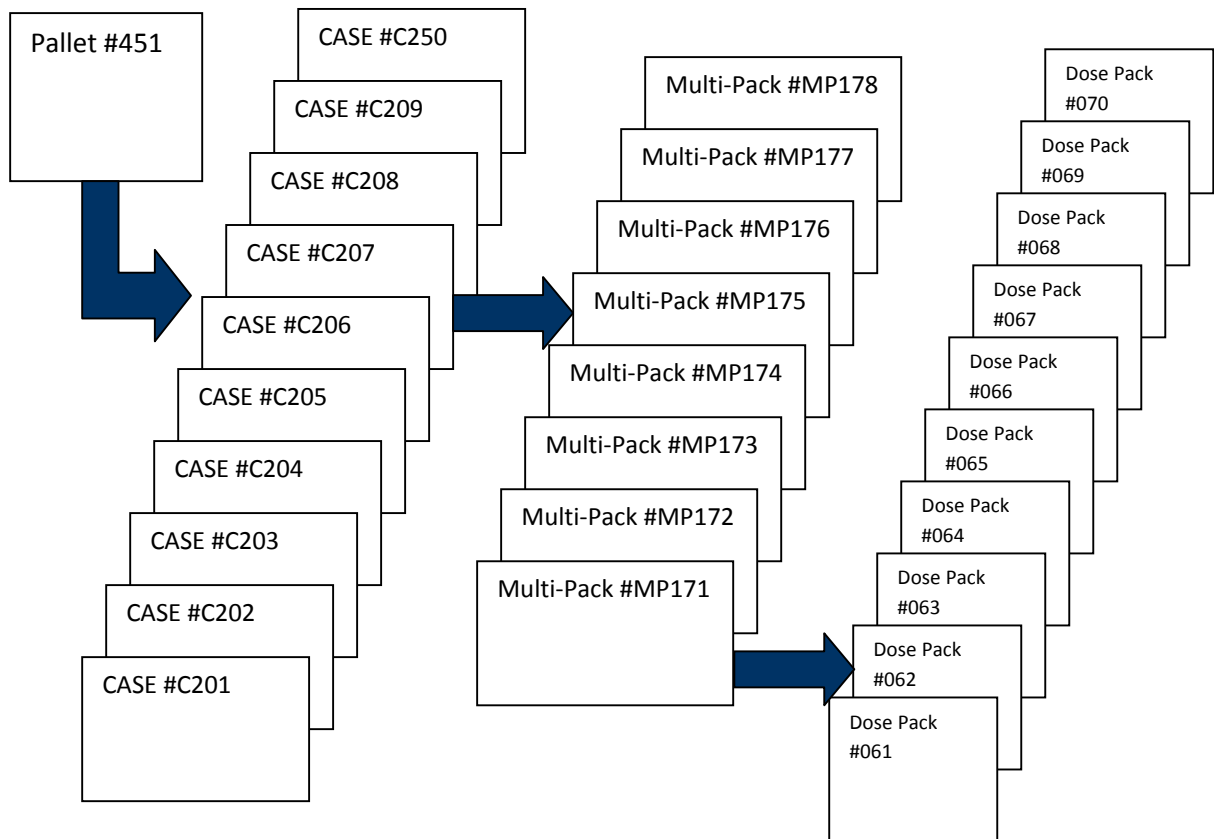 Pallet #451
CASE #C250
CASE #C209
CASE #C208
CASE #C207
CASE #C206
CASE #C205
CASE #C204
CASE #C203
CASE #C202
CASE #C201
Multi-Pack #MP178
Multi-Pack #MP177
Multi-Pack #MP176
Multi-Pack #MP175
Multi-Pack #MP174
Multi-Pack #MP173
Multi-Pack #MP172
Multi-Pack #MP171
Dose Pack
#070
Dose Pack
#069
Dose Pack
#068
Dose Pack
#067
Dose Pack
#066
Dose Pack
#065
Dose Pack
#064
Dose Pack
#063
Dose Pack
#062
Dose Pack
#061